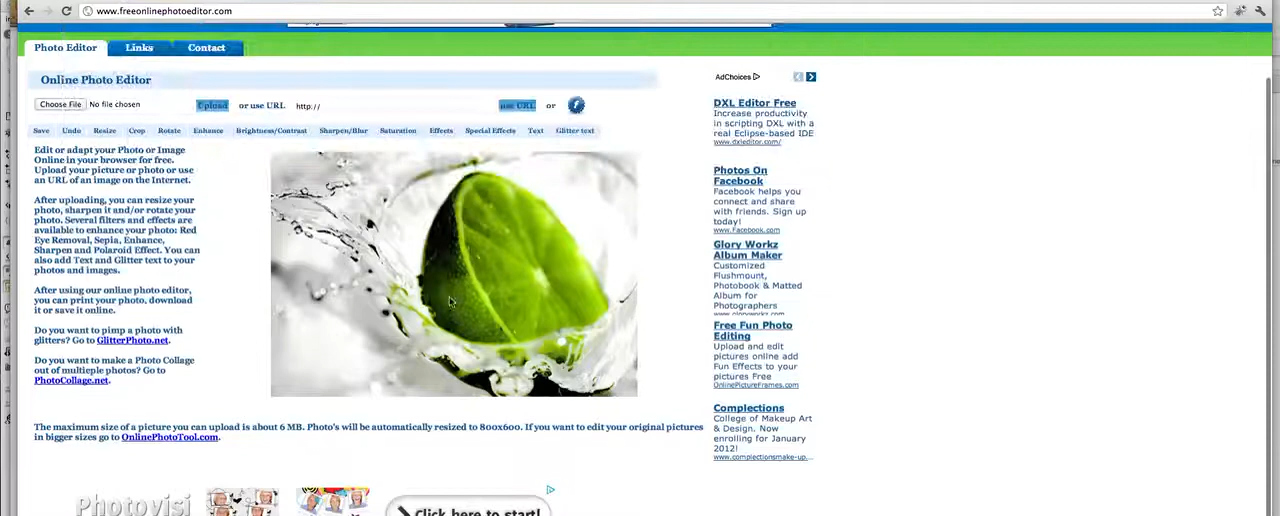 www.freeonlinephotoeditor.com
Photo Editor Links Contact
Online Photo Editor
Choose File No file chosen Upload or use URL http:// use URL or f
Save Undo Resize Crop Rotate Enhance Brightness/Contrast Sharpen/Blur Saturation Effects Special Effects Text Glitter text
Edit or adapt your Photo or Image
Online in your browser for free.
Upload your picture or photo or use
an URL of an image on the Internet.
After uploading, you can resize your
photo, sharpen it and/or rotate your
photo. Several filters and effects are
available to enhance your photo: Red
Eye Removal, Sepia, Enhance,
Sharpen and Polaroid Effect. You can
also add Text and Glitter text to your
photos and images.
After using our online photo editor,
you can print your photo, download
it or save it online.
Do you want to pimp a photo with
glitters? Go to GlitterPhoto.net.
Do you want to make a Photo Collage
out of multieple photos? Go to
PhotoCollage.net.
The maximum size of a picture you can upload is about 6 MB. Photo's will be automatically resized to 800x600. If you want to edit your original pictures
in bigger sizes go to OnlinePhotoTool.com.
AdChoices
DXL Editor Free
Increase productivity
in scripting DXL with a
real Eclipse-based IDE
www.dxleditor.com/
Photos On
Facebook
Facebook helps you
connect and share
with friends. Sign up
today!
www.Facebook.com
Glory Workz
Album Maker
Customized
Flushmount,
Photobook & Matted
Album for
Photographers
www.gloryworkz.com
Free Fun Photo
Editing
Upload and edit
pictures online add
Fun Effects to your
pictures Free
OnlinePictureFrames.com
Complections
College of Makeup Art
& Design. Now
enrolling for January
2012!
www.complectionsmake-up...
Photovisi
Click here to start!